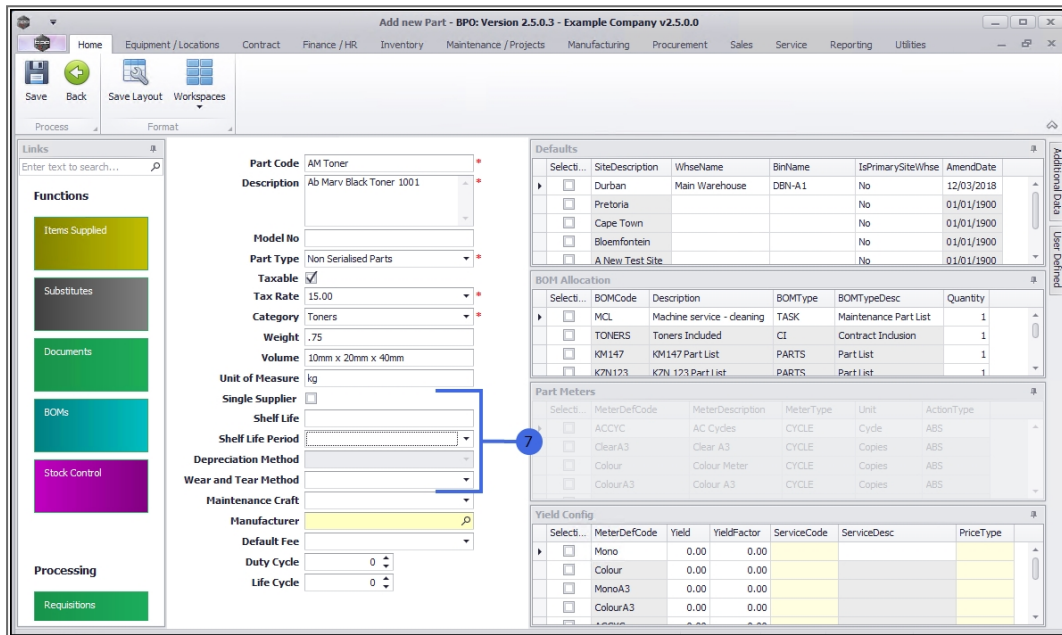 Add new Part - BPO: Version 2.5.0.3 - Example Company v2.5.0.0
Home Equipment / Locations Contract Finance / HR Inventory Maintenance / Projects Manufacturing Procurement Sales Service Reporting Utilities
Save Back Save Layout Workspaces
Process Format
Links
Enter text to search...
Functions
Items Supplied
Substitutes
Documents
BOMs
Stock Control
Processing
Requisitions
Part Code AM Toner *
Description Ab Marv Black Toner 1001 *
Model No
Part Type Non Serialised Parts *
Taxable
Tax Rate 15.00 *
Category Toners *
Weight .75
Volume 10mm x 20mm x 40mm
Unit of Measure kg
Single Supplier
Shelf Life
Shelf Life Period
Depreciation Method
Wear and Tear Method
7
Maintenance Craft
Manufacturer
Default Fee
Duty Cycle 0
Life Cycle 0
Defaults
Selecti... SiteDescription WhseName BinName IsPrimarySiteWhse AmendDate
Durban Main Warehouse DBN-A1 No 12/03/2018
Pretoria No 01/01/1900
Cape Town No 01/01/1900
Bloemfontein No 01/01/1900
A New Test Site No 01/01/1900
BOM Allocation
Selecti... BOMCode Description BOMType BOMTypeDesc Quantity
MCL Machine service - cleaning TASK Maintenance Part List 1
TONERS Toners Included CI Contract Inclusion 1
KM147 KM147 Part List PARTS Part List 1
KZN123 KZN 123 Part List PARTS Part List 1
Part Meters
Selecti... MeterDefCode MeterDescription MeterType Unit ActionType
ACCYC AC Cycles CYCLE Cycle ABS
ClearA3 Clear A3 CYCLE Copies ABS
Colour Colour Meter CYCLE Copies ABS
ColourA3 Colour A3 CYCLE Copies ABS
Yield Config
Selecti... MeterDefCode Yield YieldFactor ServiceCode ServiceDesc PriceType
Mono 0.00 0.00
Colour 0.00 0.00
MonoA3 0.00 0.00
ColourA3 0.00 0.00
ACCYC 0.00 0.00
Additional Data
User Defined